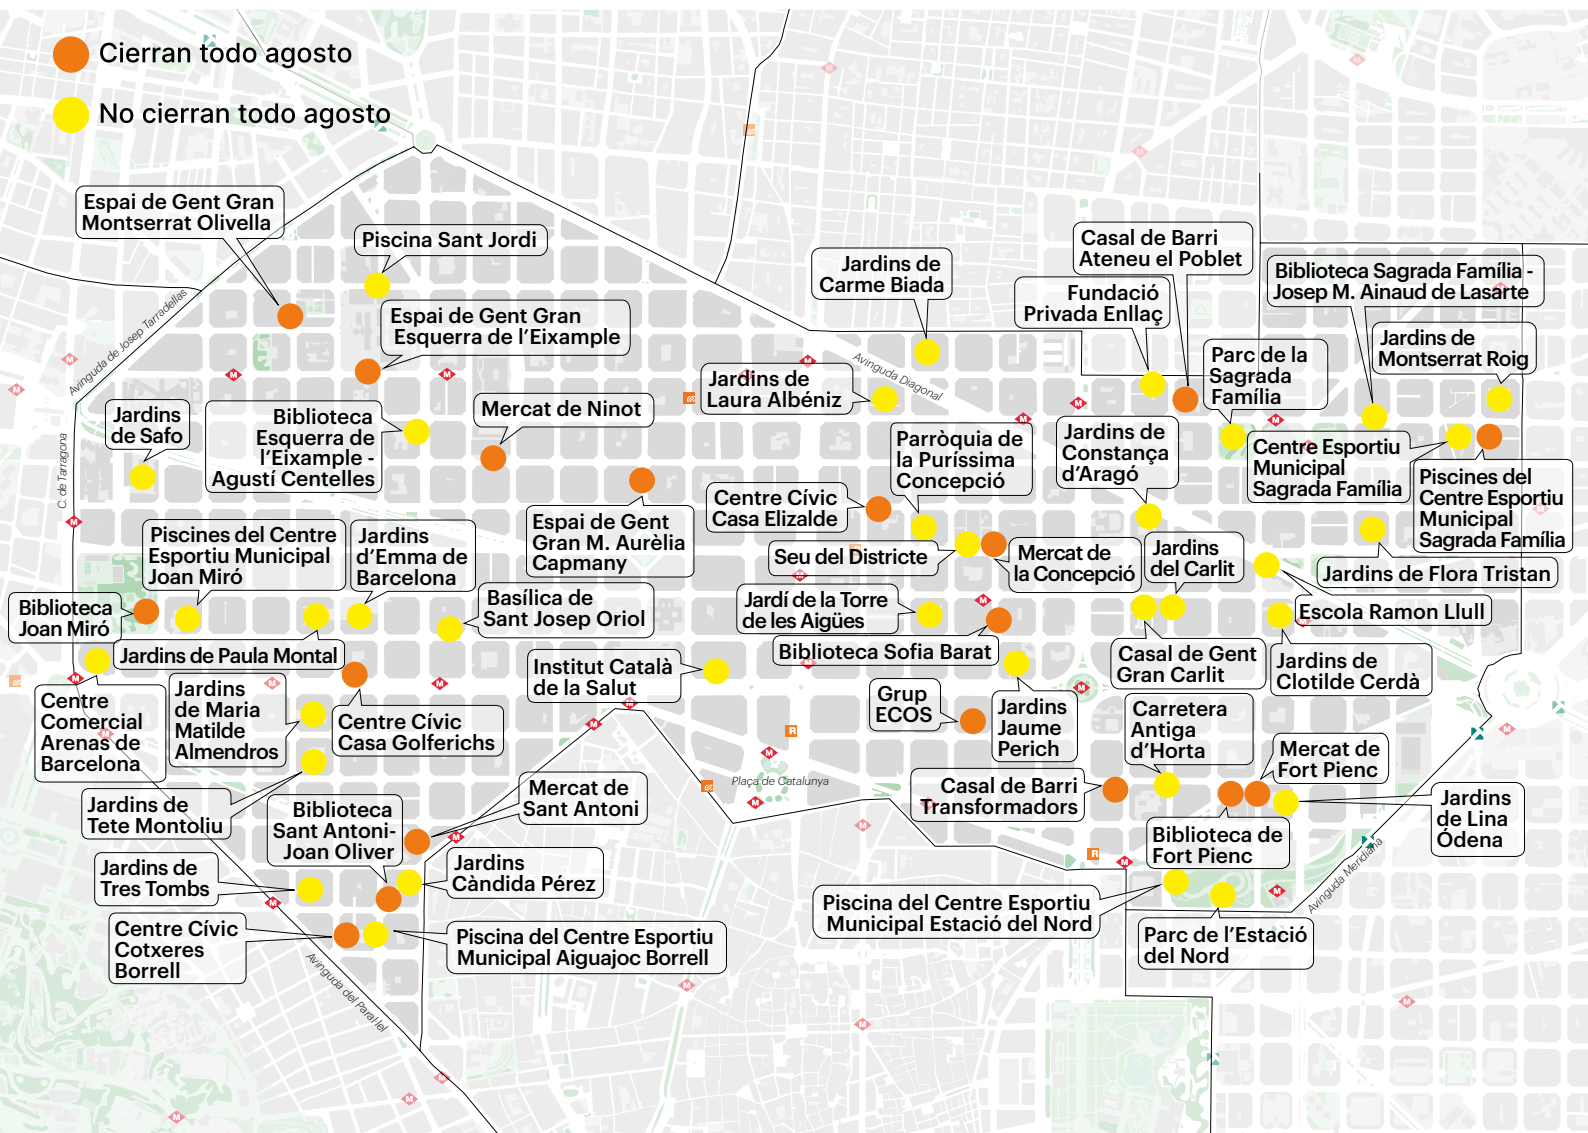 Cierran todo agosto
No cierran todo agosto
Espai de Gent Gran
Montserrat Olivella
Piscina Sant Jordi
Espai de Gent Gran
Esquerra de l'Eixample
Avinguda de Josep Tarradellas
C. de Tarragona
Jardins
de Safo
Biblioteca
Esquerra de
l'Eixample -
Agustí Centelles
Mercat de Ninot
Jardins de
Carme Biada
Avinguda Diagonal
Jardins de
Laura Albéniz
Fundació
Privada Enllaç
Casal de Barri
Ateneu el Poblet
Biblioteca Sagrada Família -
Josep M. Ainaud de Lasarte
Parc de la
Sagrada
Família
Jardins de
Montserrat Roig
Centre Esportiu
Municipal
Sagrada Família
Piscines del
Centre Esportiu
Municipal
Sagrada Família
Jardins de
Constança
d'Aragó
Parròquia de
la Puríssima
Concepció
Centre Cívic
Casa Elizalde
Espai de Gent
Gran M. Aurèlia
Capmany
Seu del Districte
Mercat de
la Concepció
Jardins
del Carlit
Jardins de Flora Tristan
Escola Ramon Llull
Piscines del Centre
Esportiu Municipal
Joan Miró
Jardins
d'Emma de
Barcelona
Biblioteca
Joan Miró
Basílica de
Sant Josep Oriol
Jardí de la Torre
de les Aigües
Biblioteca Sofia Barat
Jardins de Paula Montal
Institut Català
de la Salut
Casal de Gent
Gran Carlit
Jardins de
Clotilde Cerdà
Centre
Comercial
Arenas de
Barcelona
Jardins
de Maria
Matilde
Almendros
Centre Cívic
Casa Golferichs
Grup
ECOS
Jardins
Jaume
Perich
Carretera
Antiga
d'Horta
Mercat de
Fort Pienc
Plaça de Catalunya
Casal de Barri
Transformadors
Jardins
de Lina
Òdena
Biblioteca de
Fort Pienc
Avinguda Meridiana
Jardins de
Tete Montoliu
Biblioteca
Sant Antoni-
Joan Oliver
Mercat de
Sant Antoni
Jardins de
Tres Tombs
Jardins
Càndida Pérez
Centre Cívic
Cotxeres
Borrell
Piscina del Centre Esportiu
Municipal Aiguajoc Borrell
Avinguda del Paral·lel
Piscina del Centre Esportiu
Municipal Estació del Nord
Parc de l'Estació
del Nord